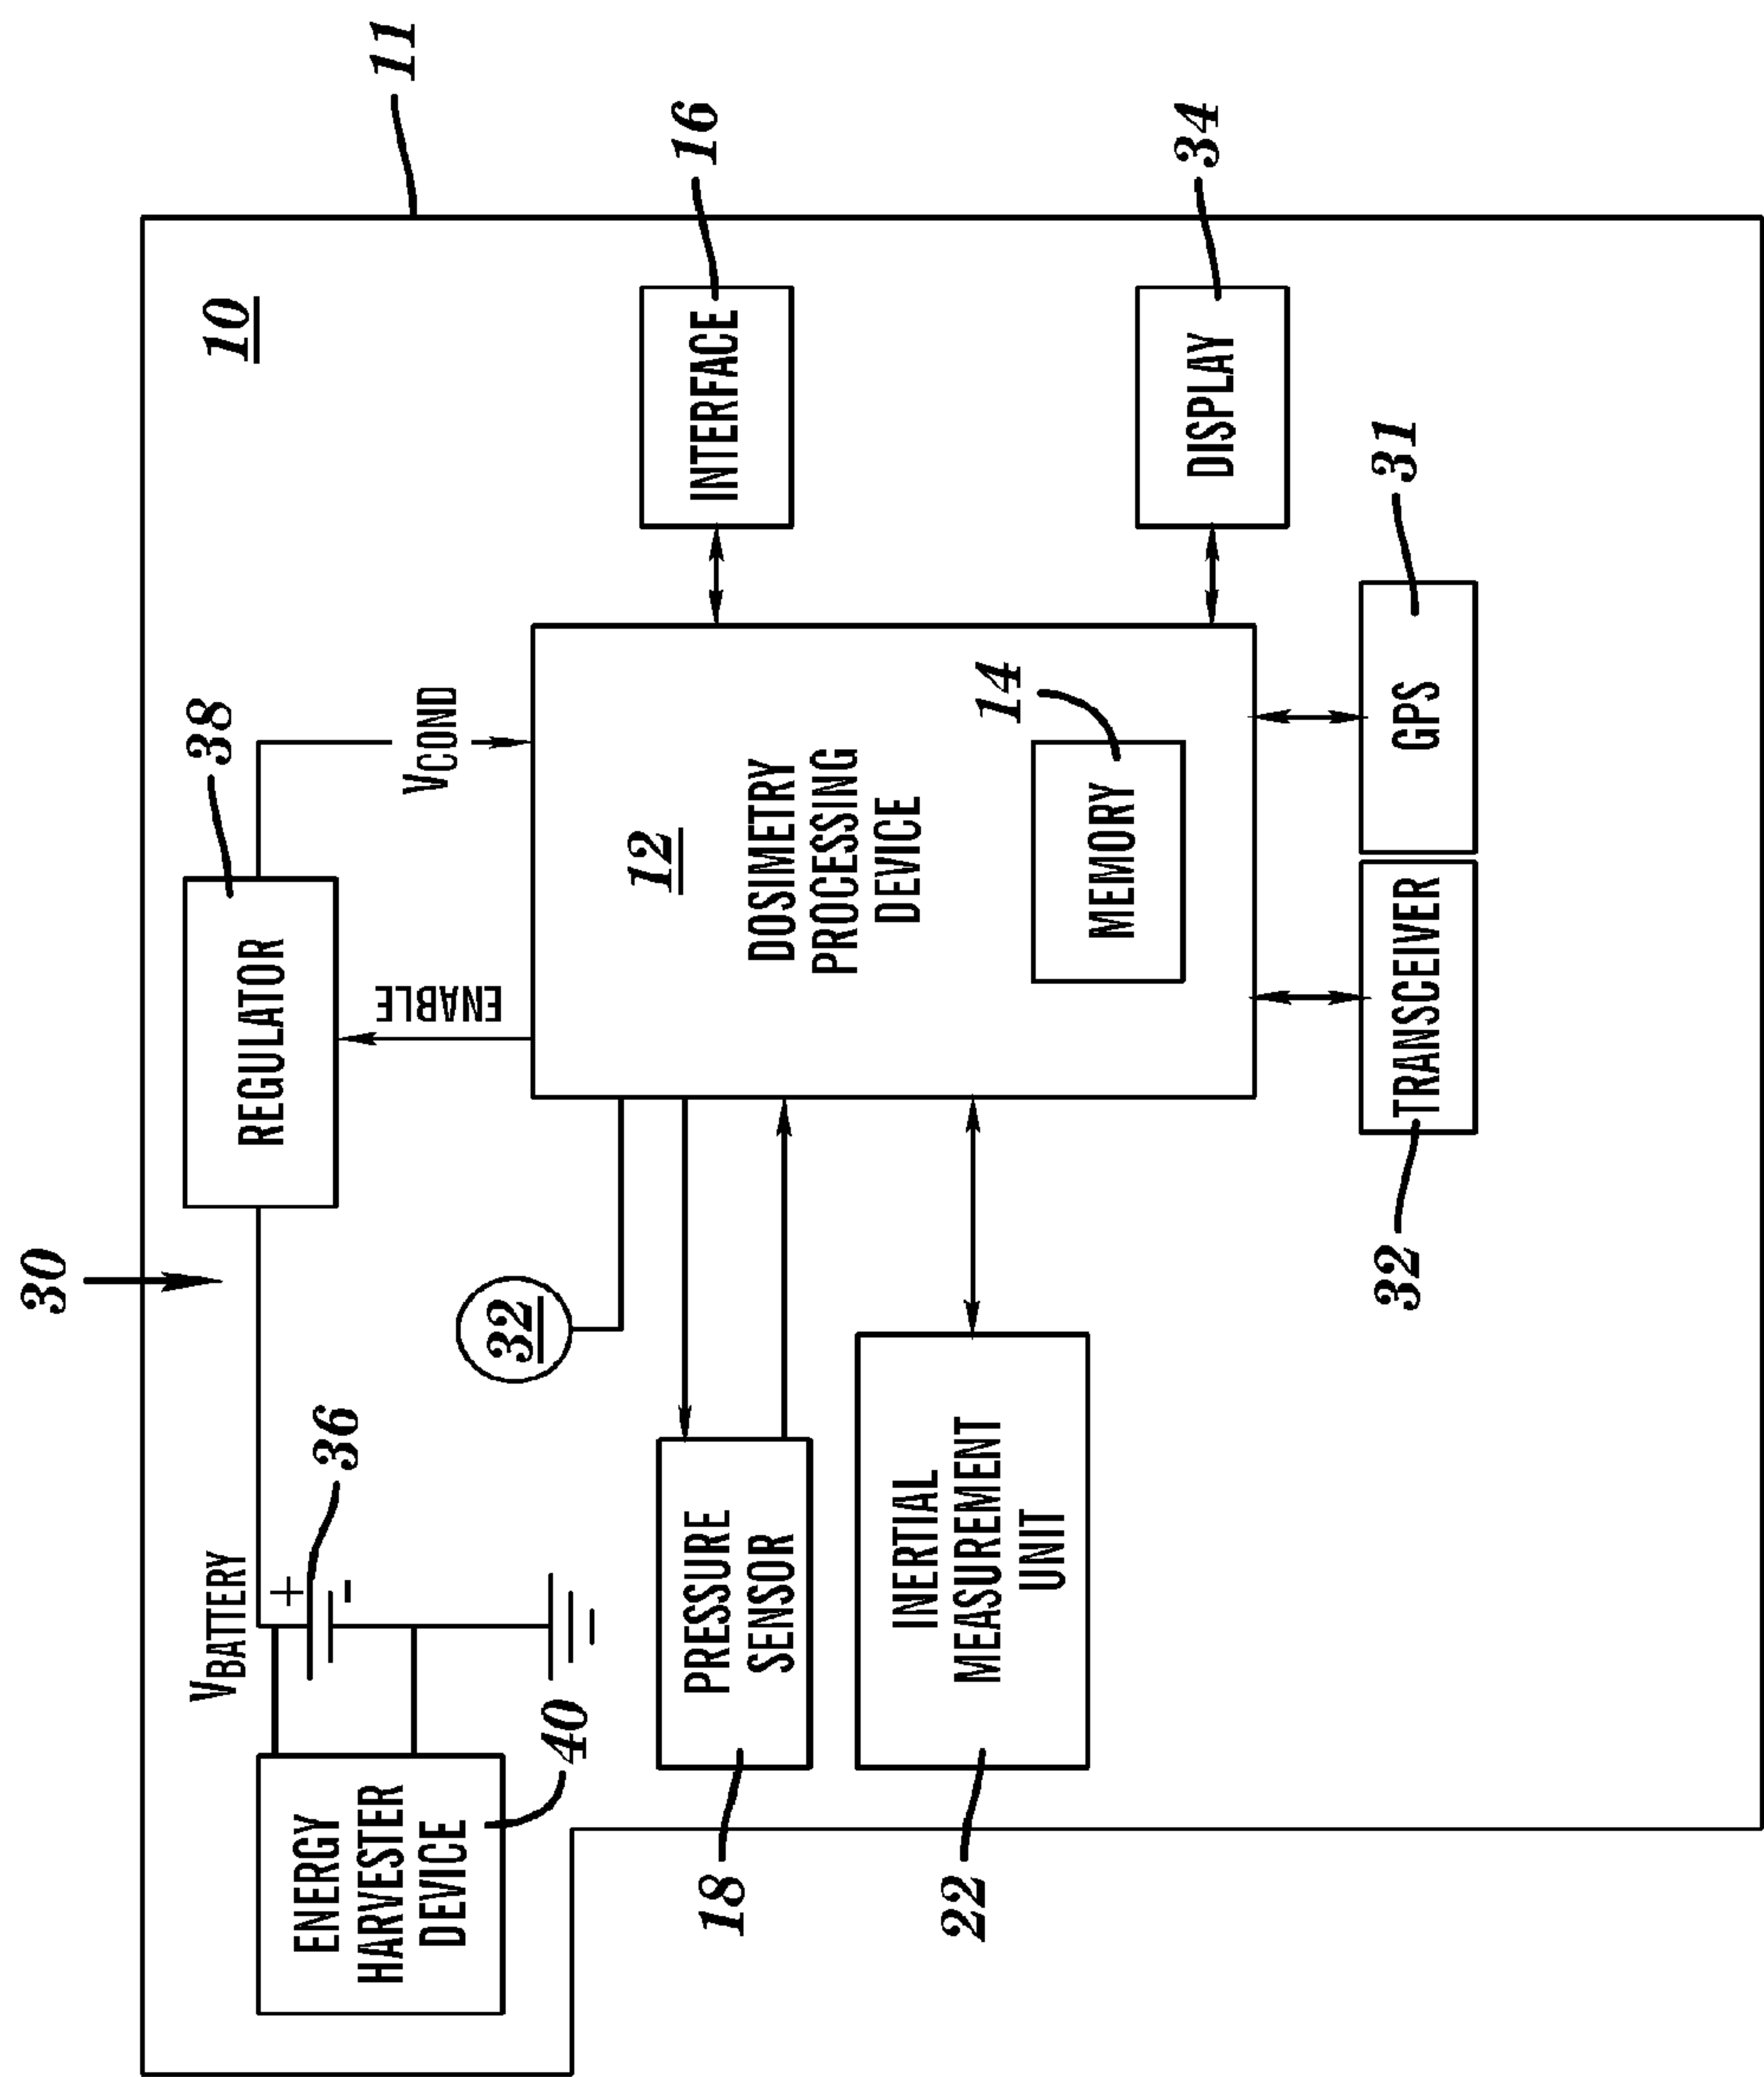 30
11
10
ENERGY
HARVESTER
DEVICE
40
VBATTERY
+
-
36
REGULATOR
38
ENABLE
VCOND
32
PRESSURE
SENSOR
18
INERTIAL
MEASUREMENT
UNIT
22
12
DOSIMETRY
PROCESSING
DEVICE
MEMORY
14
INTERFACE
16
DISPLAY
34
TRANSCEIVER
32
GPS
31